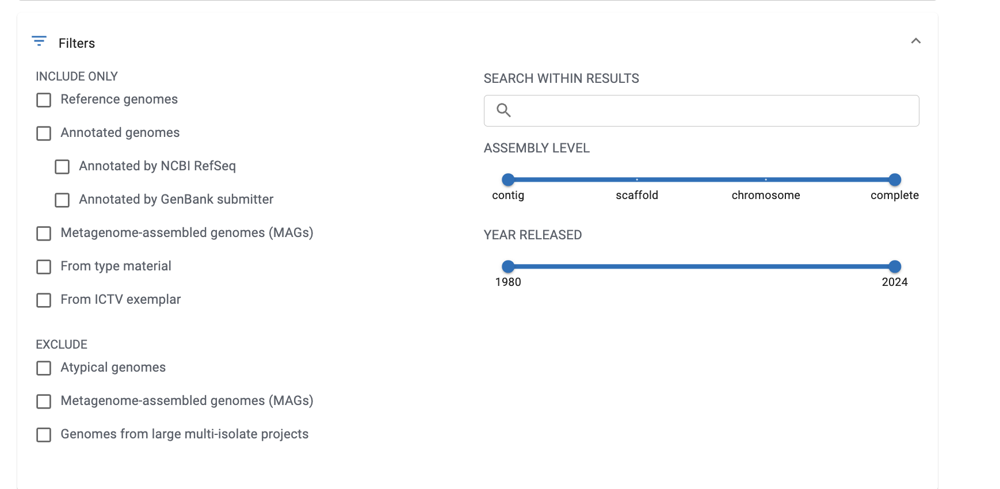 Filters
INCLUDE ONLY
Reference genomes
Annotated genomes
Annotated by NCBI RefSeq
Annotated by GenBank submitter
Metagenome-assembled genomes (MAGs)
From type material
From ICTV exemplar
EXCLUDE
Atypical genomes
Metagenome-assembled genomes (MAGs)
Genomes from large multi-isolate projects
SEARCH WITHIN RESULTS
ASSEMBLY LEVEL
contig scaffold chromosome complete
YEAR RELEASED
1980 2024